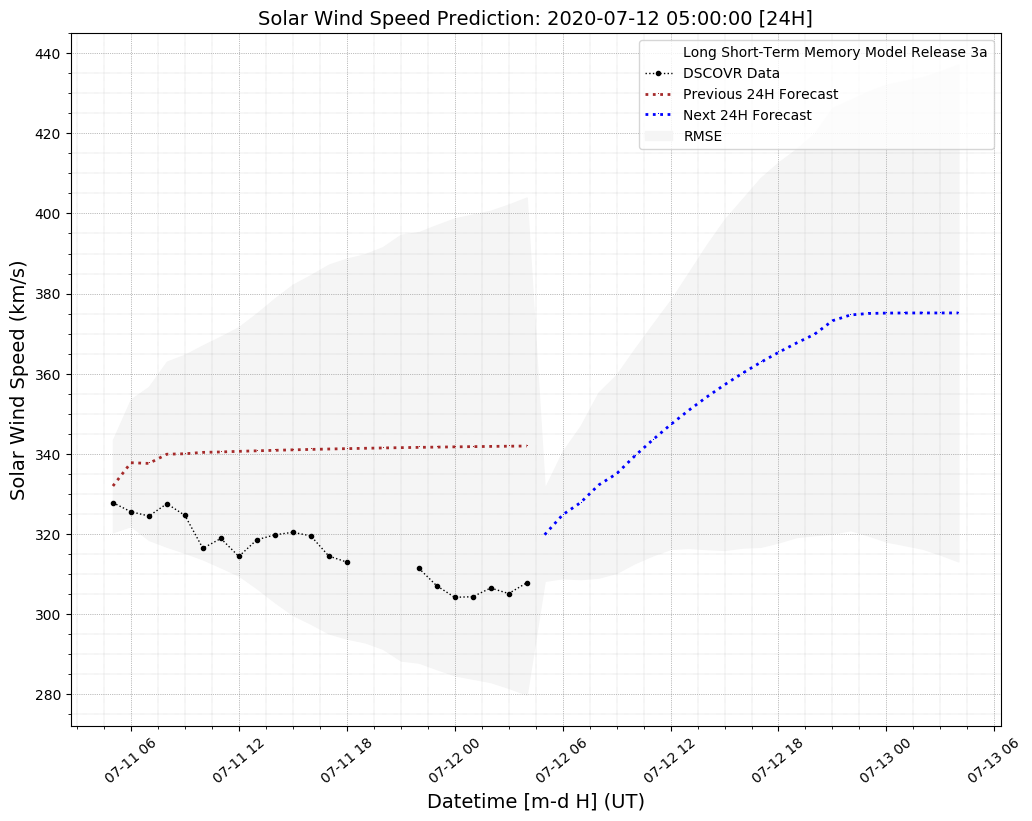 Solar Wind Speed Prediction: 2020-07-12 05:00:00 [24H]
Long Short-Term Memory Model Release 3a
DSCOVR Data
Previous 24H Forecast
Next 24H Forecast
RMSE
Solar Wind Speed (km/s)
440
420
400
380
360
340
320
300
280
07-11 06
07-11 12
07-11 18
07-12 00
07-12 06
07-12 12
07-12 18
07-13 00
07-13 06
Datetime [m-d H] (UT)